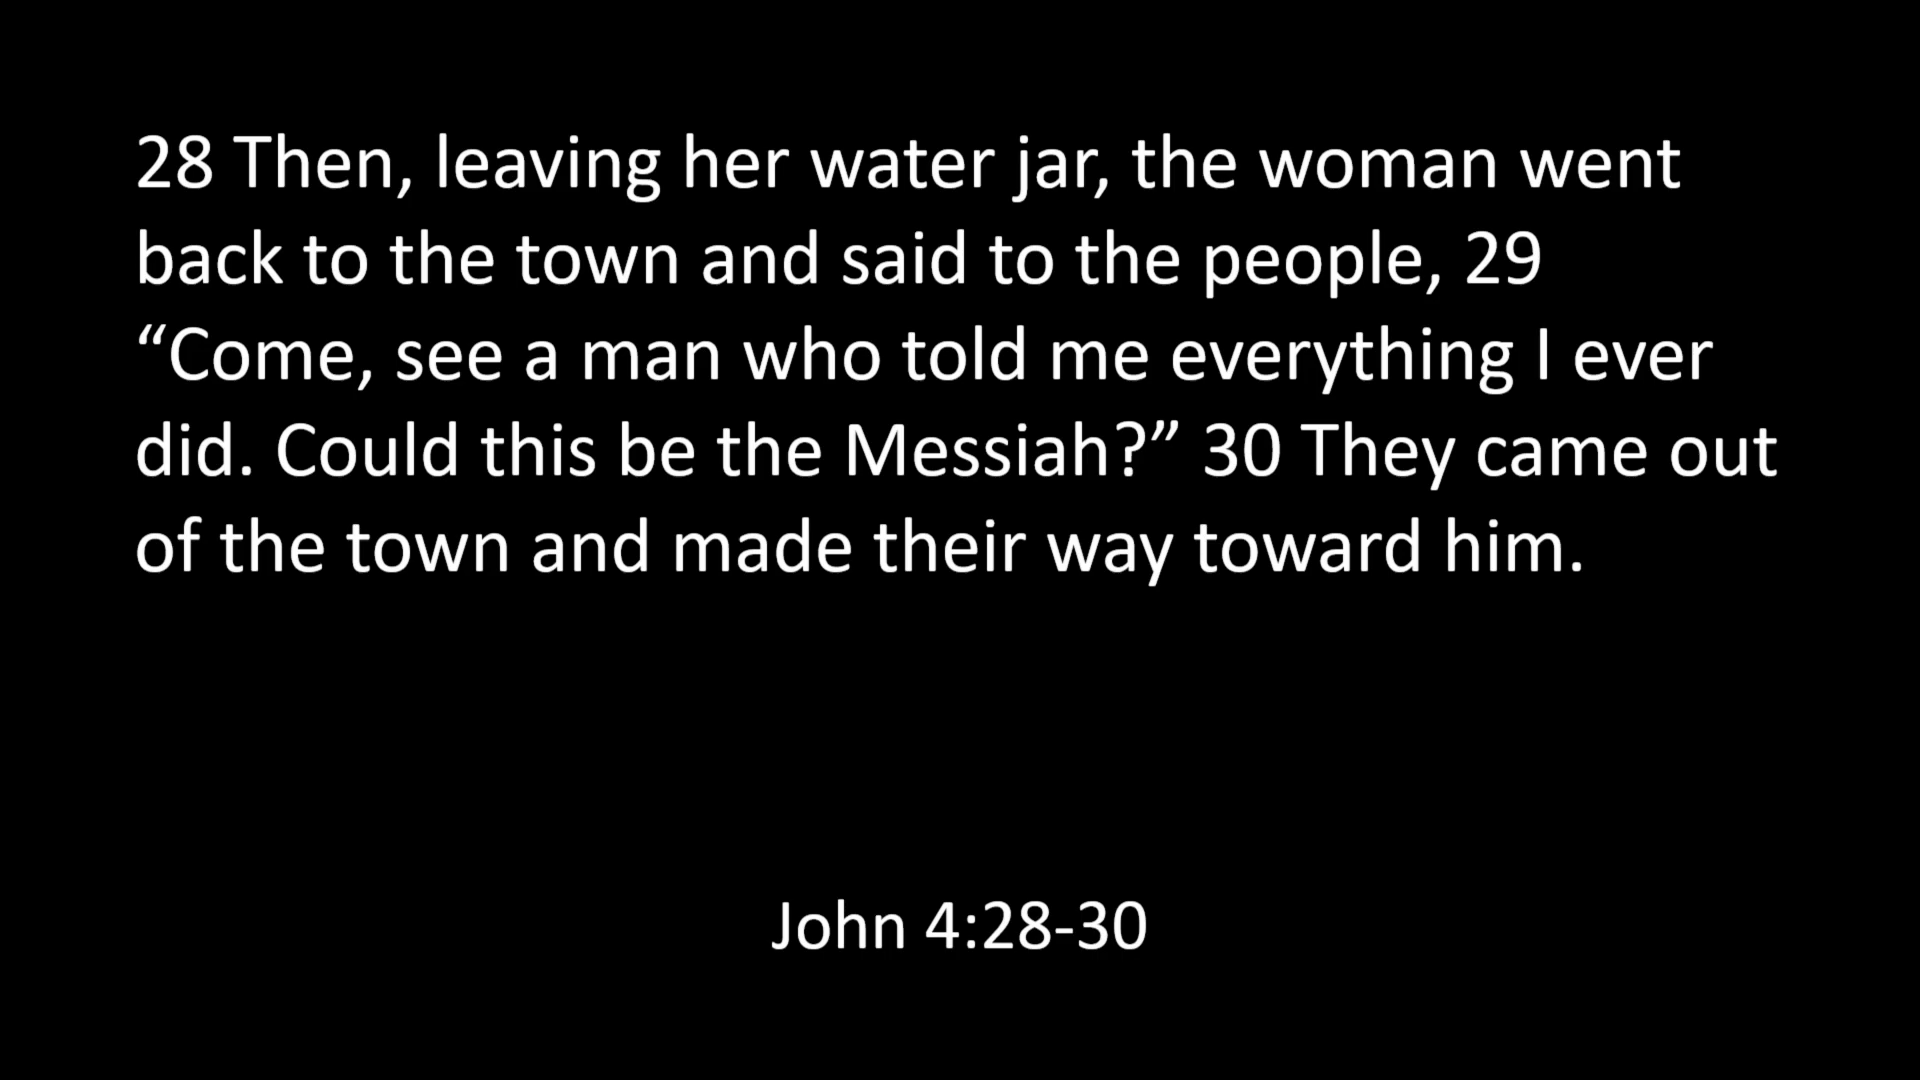 28 Then, leaving her water jar, the woman went
back to the town and said to the people, 29
“Come, see a man who told me everything I ever
did. Could this be the Messiah?” 30 They came out
of the town and made their way toward him.
John 4:28-30